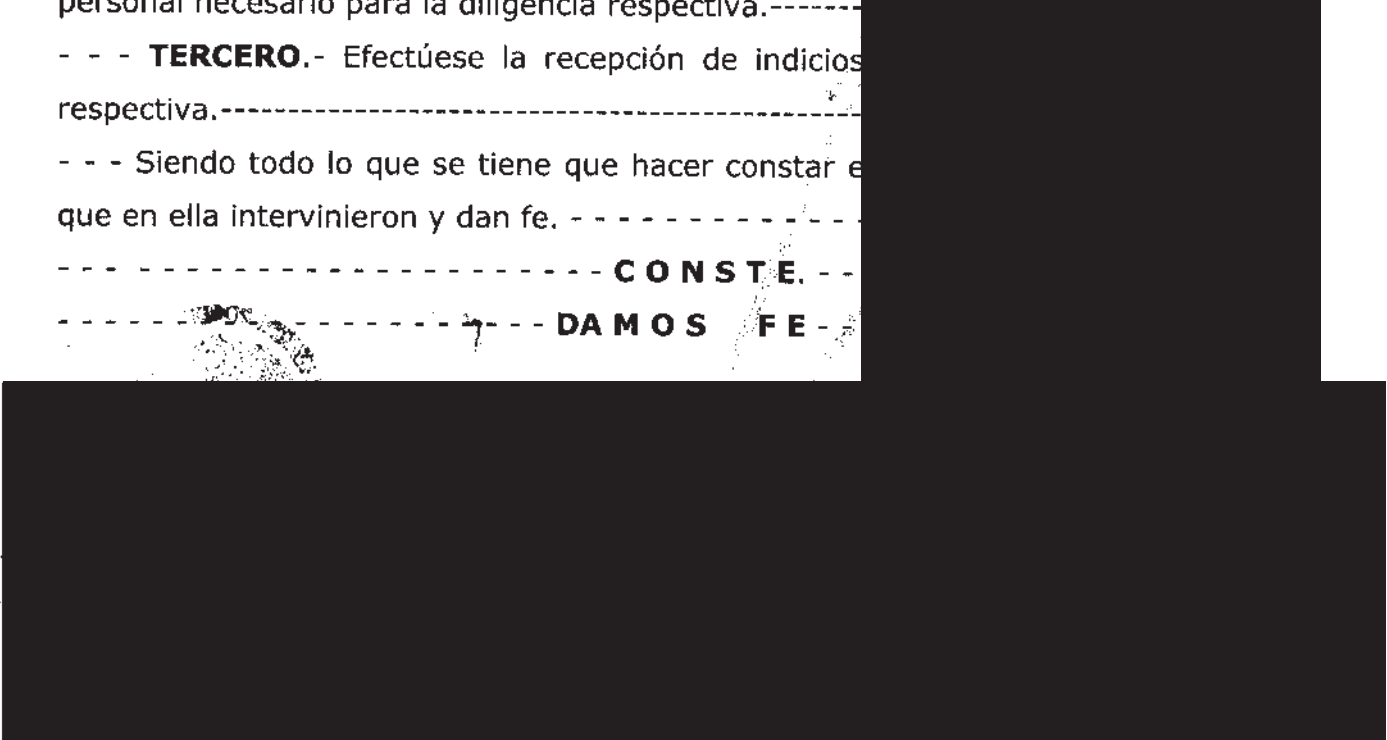 personal necesario para la diligencia respectiva.-------
- - - TERCERO.- Efectúese la recepción de indicios
respectiva.------------------------------------------------
- - - Siendo todo lo que se tiene que hacer constar e
que en ella intervinieron y dan fe. - - - - - - - - - - - - -
- - - - - - - - - - - - - - - - - - - - - - - C O N S T E. - -
- - - - - - - - - - - - - - - - - - - - DA M O S F E - -